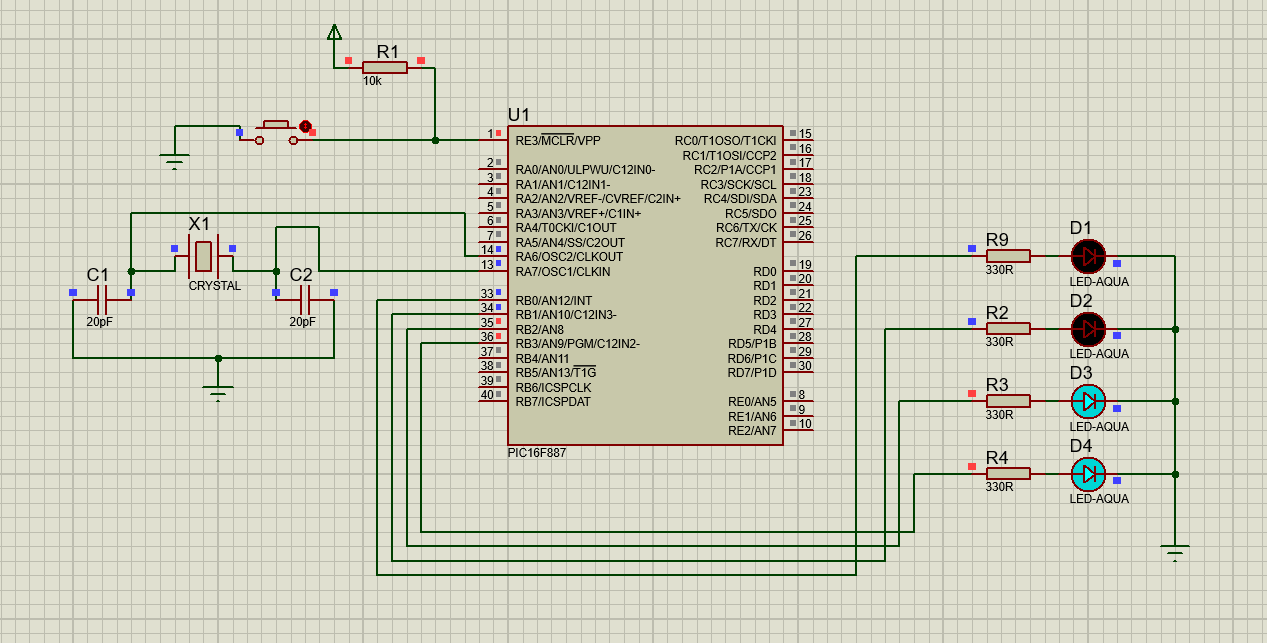 R1
10k
U1
1 RE3/MCLR/VPP
2 RA0/AN0/ULPWU/C12IN0-
3 RA1/AN1/C12IN1-
4 RA2/AN2/VREF-/CVREF/C2IN+
5 RA3/AN3/VREF+/C1IN+
6 RA4/T0CKI/C1OUT
7 RA5/AN4/SS/C2OUT
14 RA6/OSC2/CLKOUT
13 RA7/OSC1/CLKIN
33 RB0/AN12/INT
34 RB1/AN10/C12IN3-
35 RB2/AN8
36 RB3/AN9/PGM/C12IN2-
37 RB4/AN11
38 RB5/AN13/T1G
39 RB6/ICSPCLK
40 RB7/ICSPDAT
RC0/T1OSO/T1CKI 15
RC1/T1OSI/CCP2 16
RC2/P1A/CCP1 17
RC3/SCK/SCL 18
RC4/SDI/SDA 23
RC5/SDO 24
RC6/TX/CK 25
RC7/RX/DT 26
RD0 19
RD1 20
RD2 21
RD3 22
RD4 27
RD5/P1B 28
RD6/P1C 29
RD7/P1D 30
RE0/AN5 8
RE1/AN6 9
RE2/AN7 10
PIC16F887
X1
CRYSTAL
C1
20pF
C2
20pF
R9
330R
D1
LED-AQUA
R2
330R
D2
LED-AQUA
R3
330R
D3
LED-AQUA
R4
330R
D4
LED-AQUA